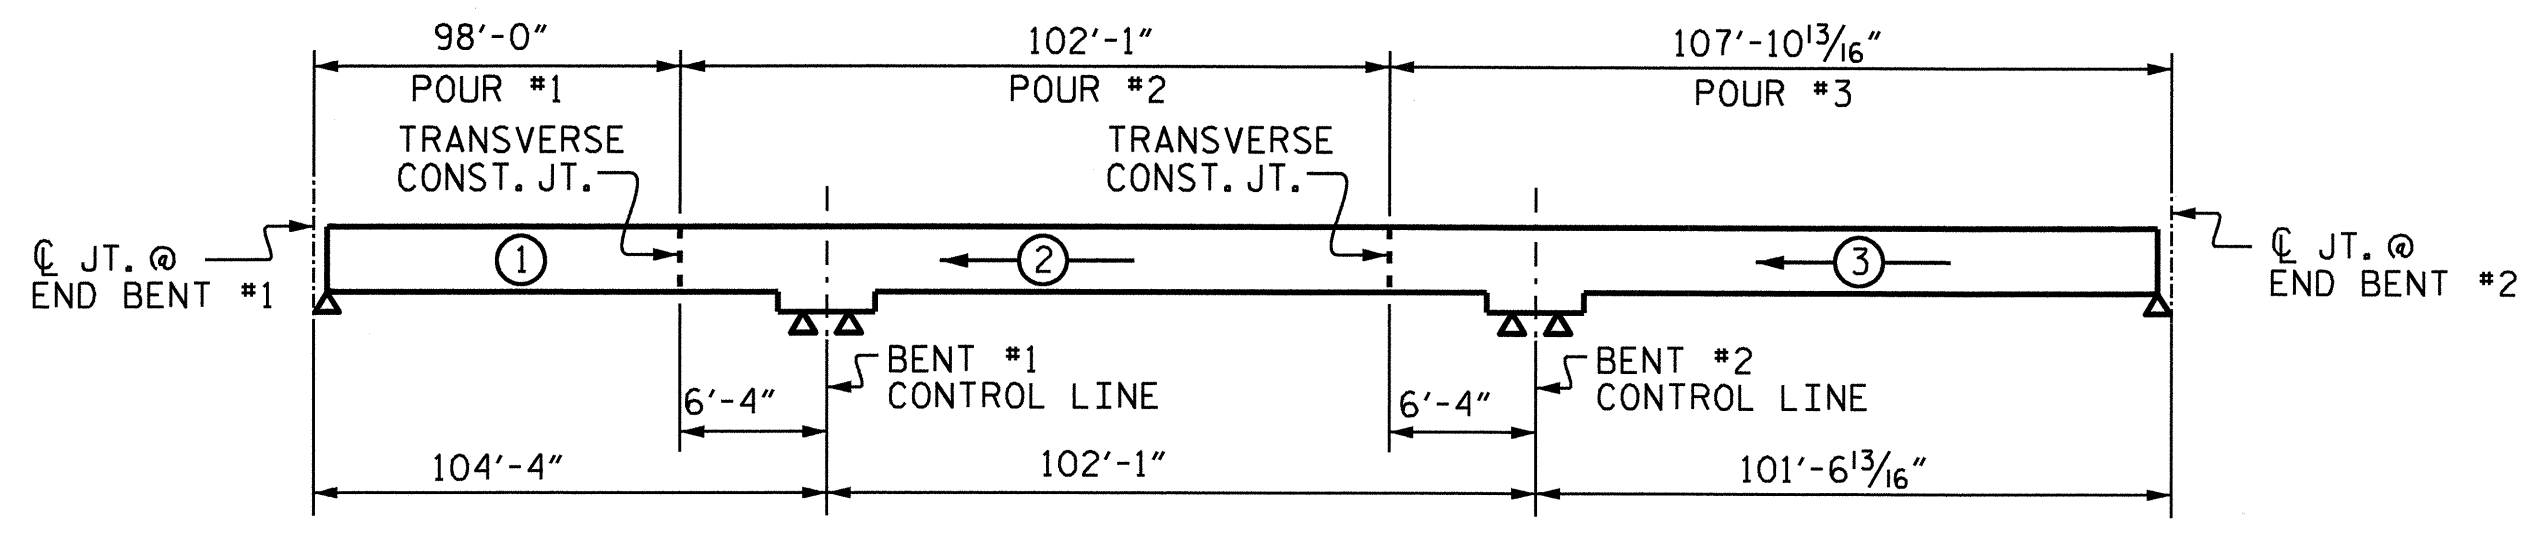 98'-0"
102'-1"
107'-10 13/16"
POUR #1
POUR #2
POUR #3
TRANSVERSE
CONST. JT.
TRANSVERSE
CONST. JT.
℄ JT. @
END BENT #1
1
2
3
℄ JT. @
END BENT #2
BENT #1
CONTROL LINE
BENT #2
CONTROL LINE
6'-4"
6'-4"
104'-4"
102'-1"
101'-6 13/16"